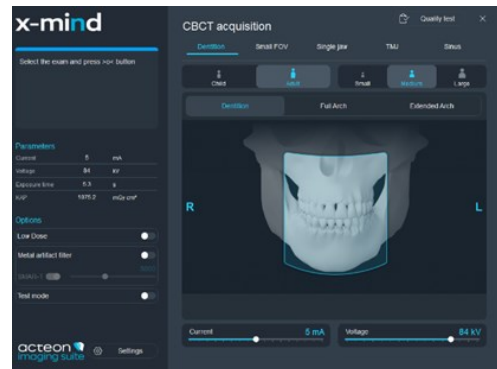 x-mind
CBCT acquisition
Quality test
Dentition Small FOV Single jaw TMJ Sinus
Select the exam and press >o< button
Child Adult Small Medium Large
Dentition Full Arch Extended Arch
Parameters
Current 5 mA
Voltage 84 kV
Exposure time 5.3 s
KAP mGy cm²
R
L
Options
Low Dose
Metal artifact filter
Test mode
Current 5 mA Voltage 84 kV
acteon
imaging suite
Settings